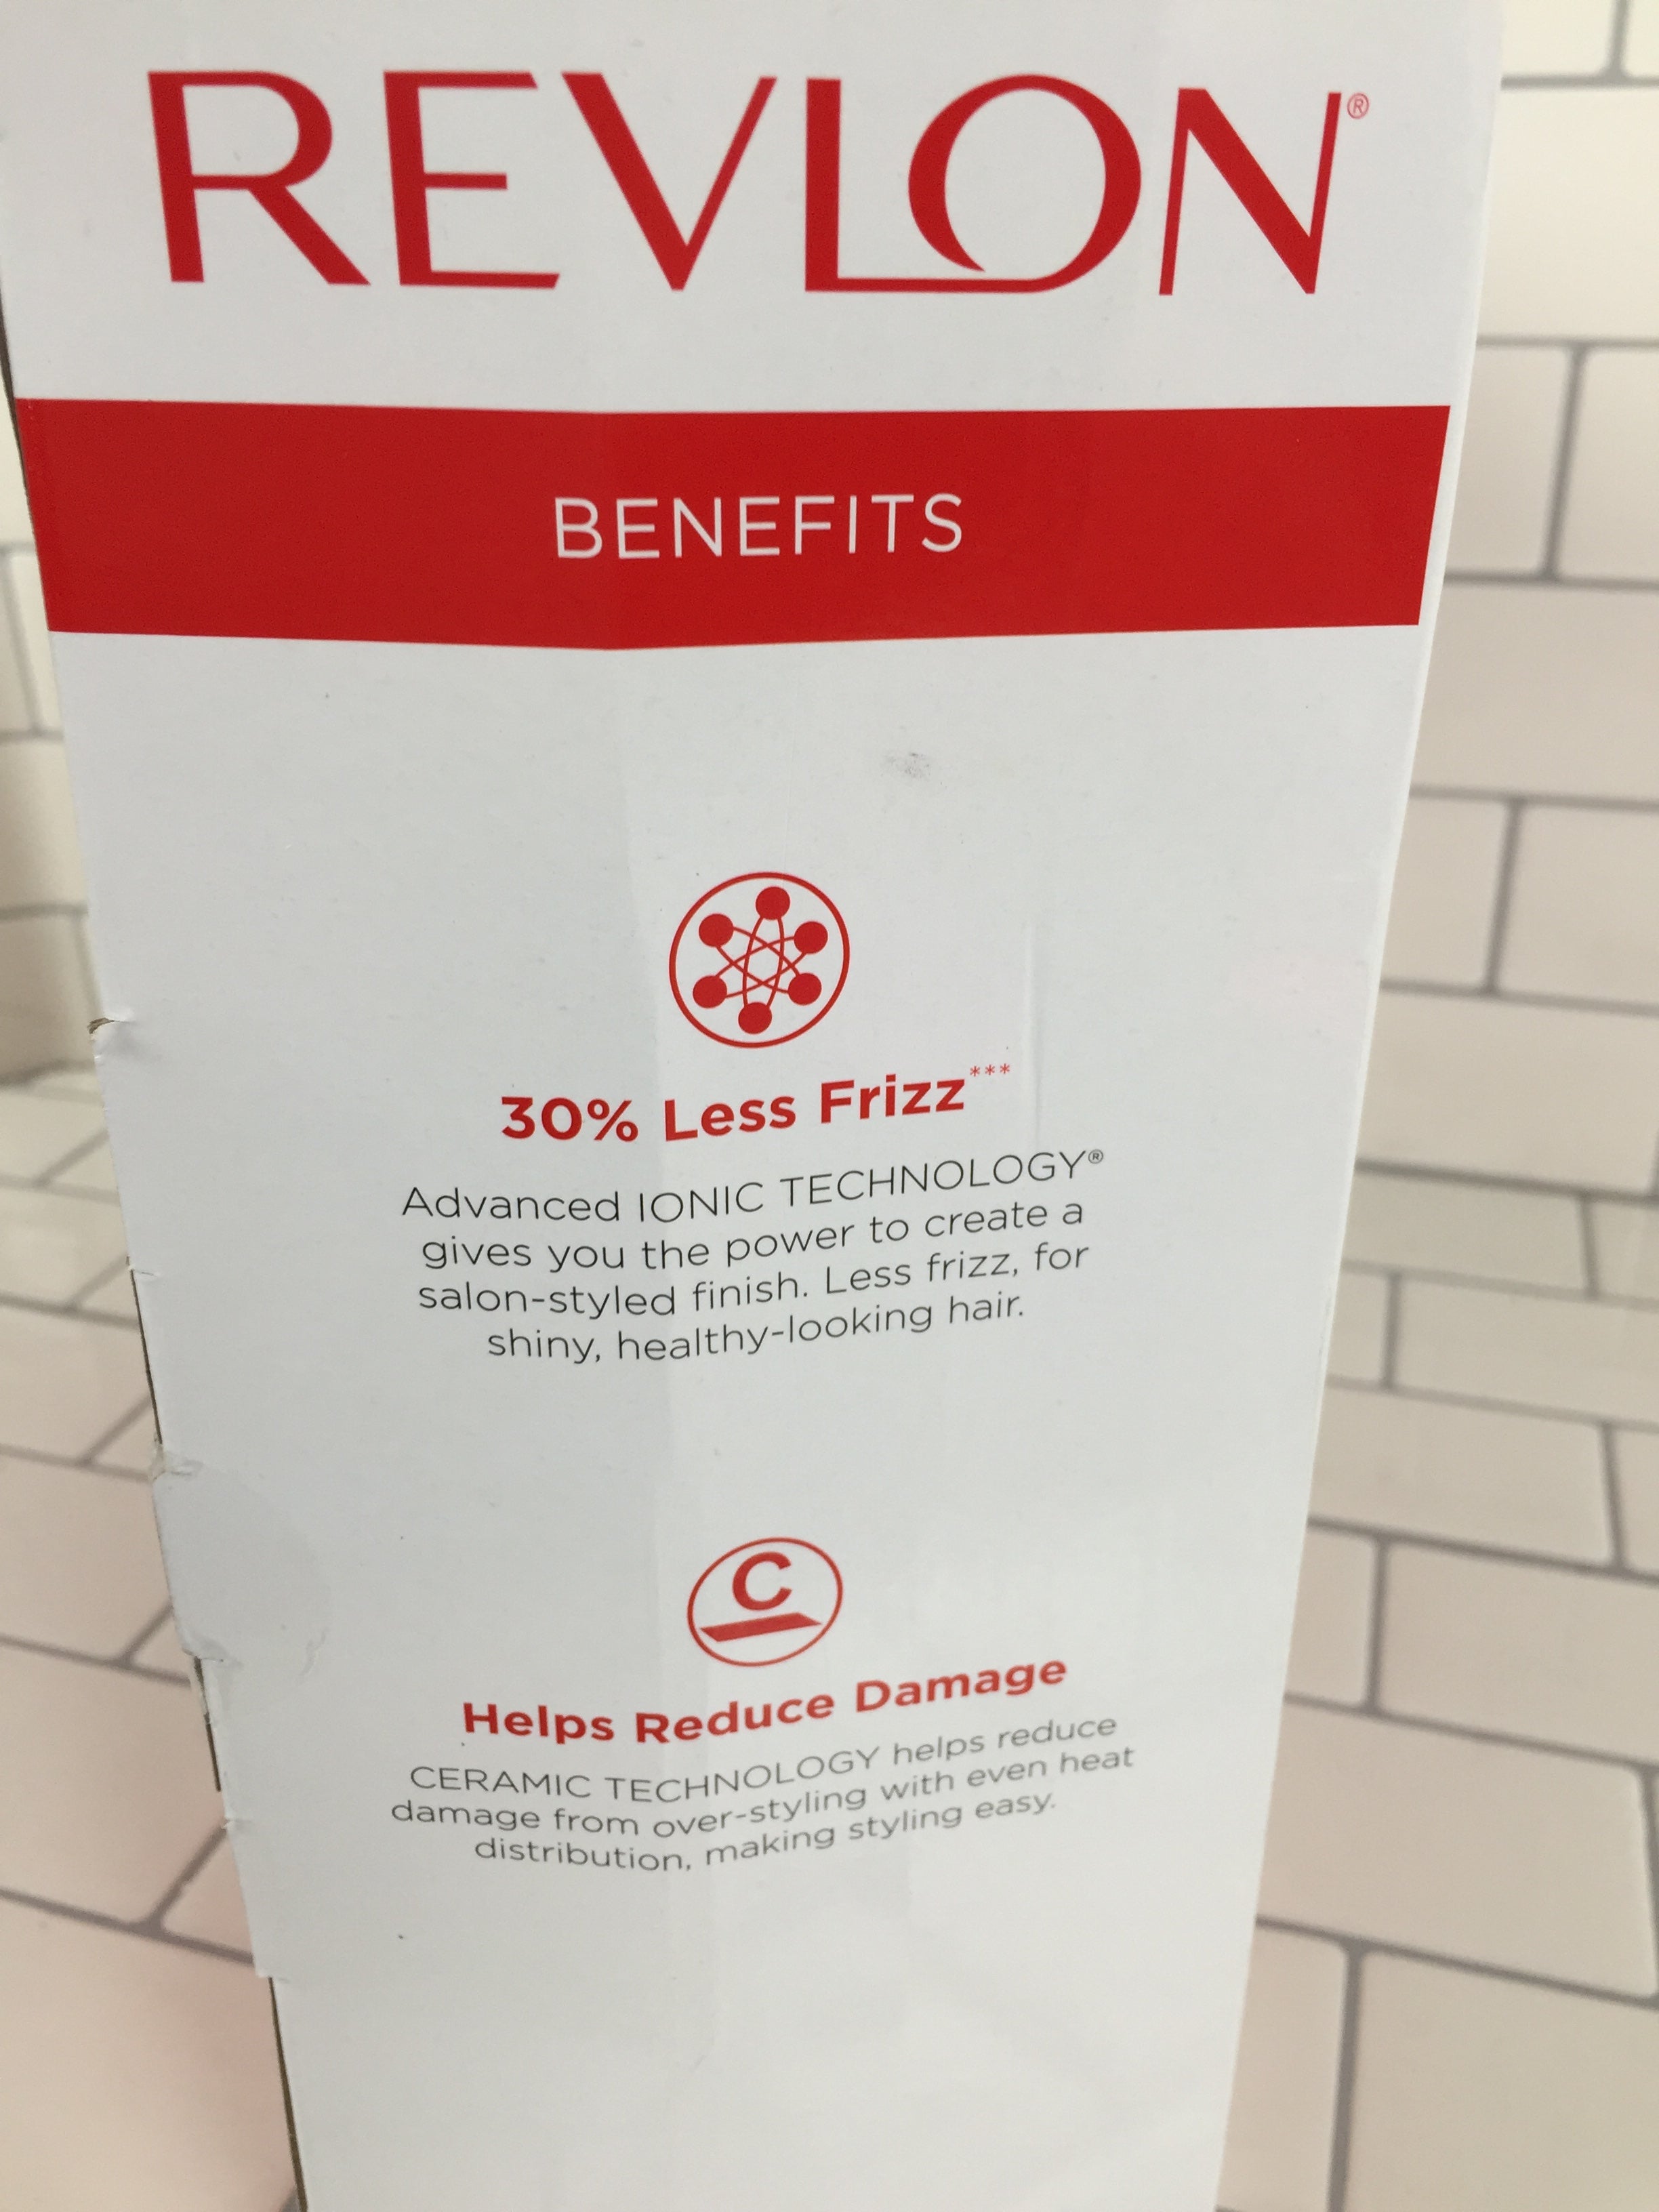 REVLON®
BENEFITS
30% Less Frizz***
Advanced IONIC TECHNOLOGY®
gives you the power to create a
salon-styled finish. Less frizz, for
shiny, healthy-looking hair.
C
Helps Reduce Damage
CERAMIC TECHNOLOGY helps reduce
damage from over-styling with even heat
distribution, making styling easy.